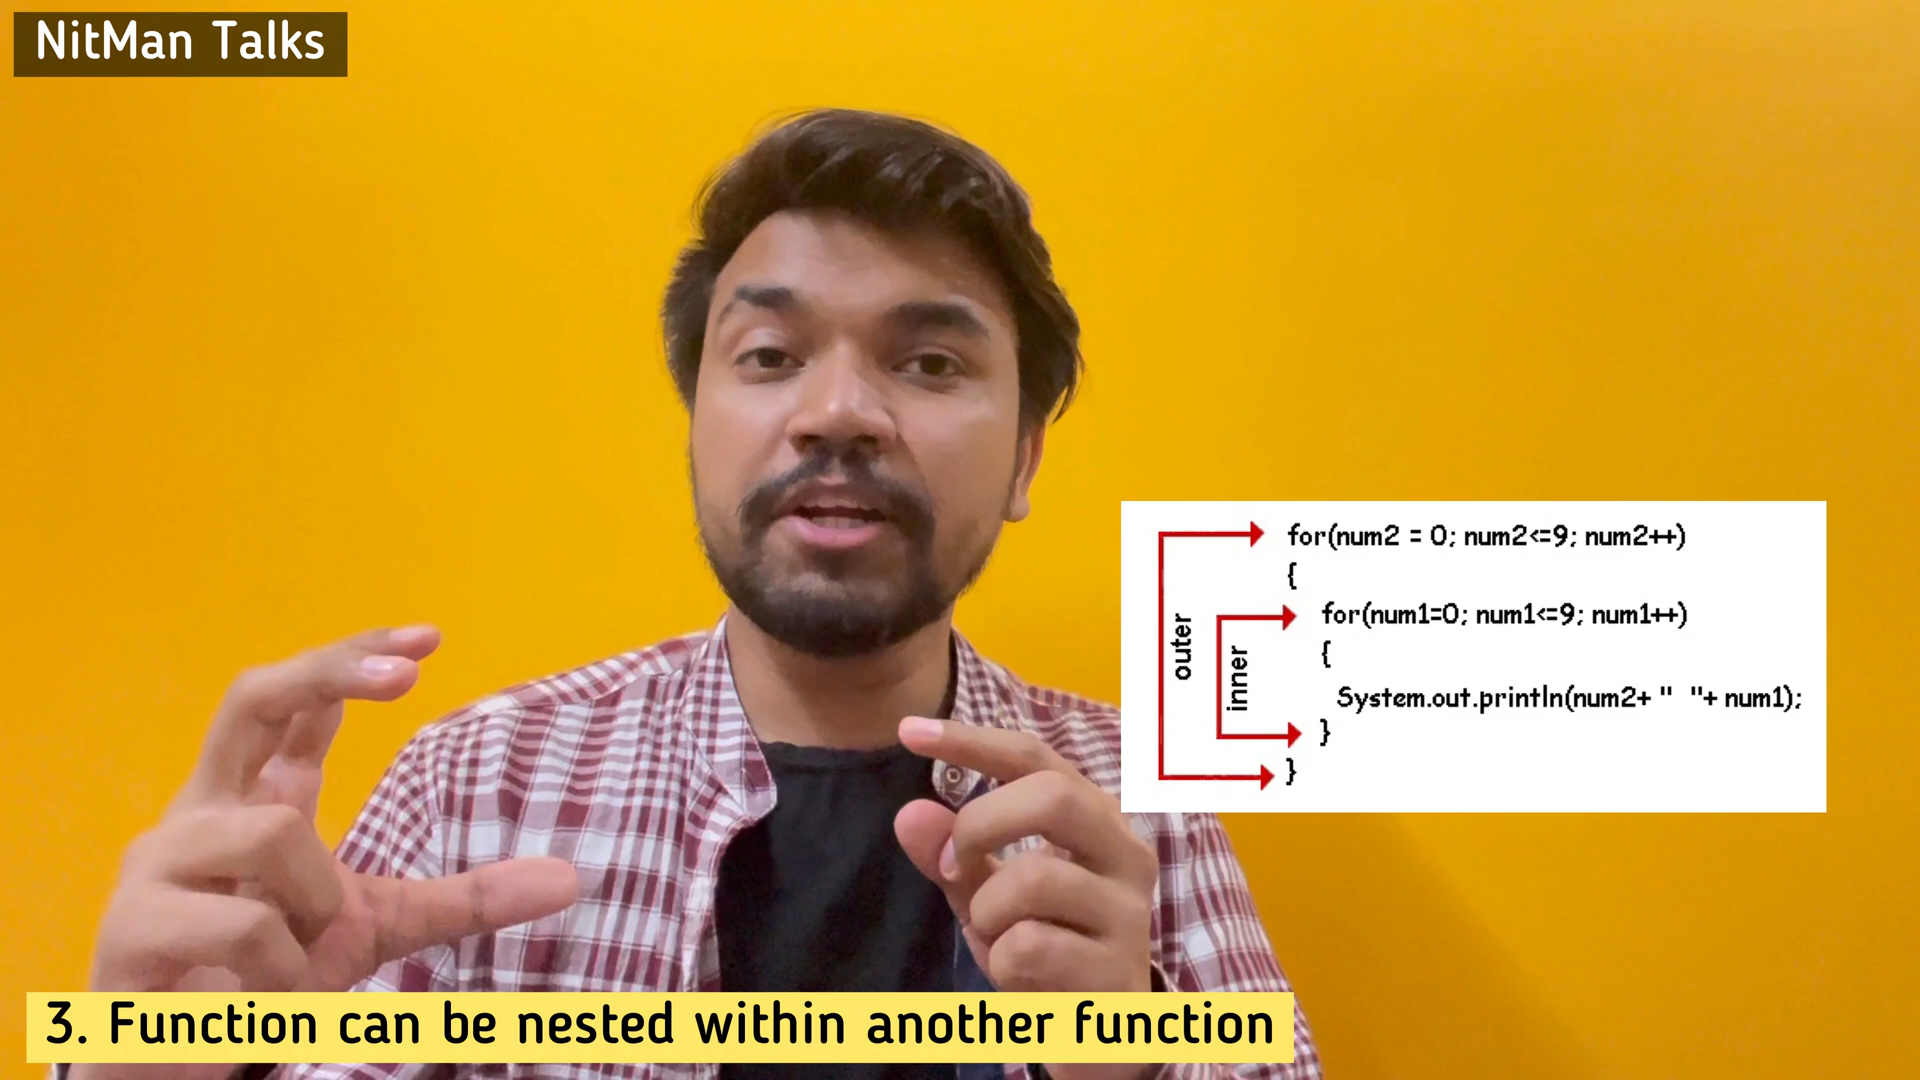 NitMan Talks
for(num2 = 0; num2<=9; num2++)
{
for(num1=0; num1<=9; num1++)
{
System.out.println(num2+ "  "+ num1);
}
}
outer
inner
3. Function can be nested within another function